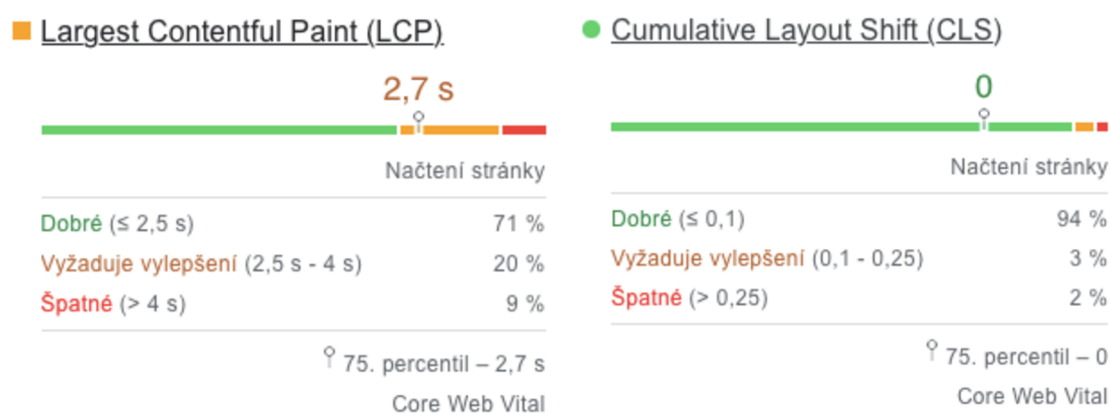 Largest Contentful Paint (LCP)
2,7 s
Načtení stránky
Dobré (≤ 2,5 s) 71 %
Vyžaduje vylepšení (2,5 s - 4 s) 20 %
Špatné (> 4 s) 9 %
75. percentil – 2,7 s
Core Web Vital
Cumulative Layout Shift (CLS)
0
Načtení stránky
Dobré (≤ 0,1) 94 %
Vyžaduje vylepšení (0,1 - 0,25) 3 %
Špatné (> 0,25) 2 %
75. percentil – 0
Core Web Vital